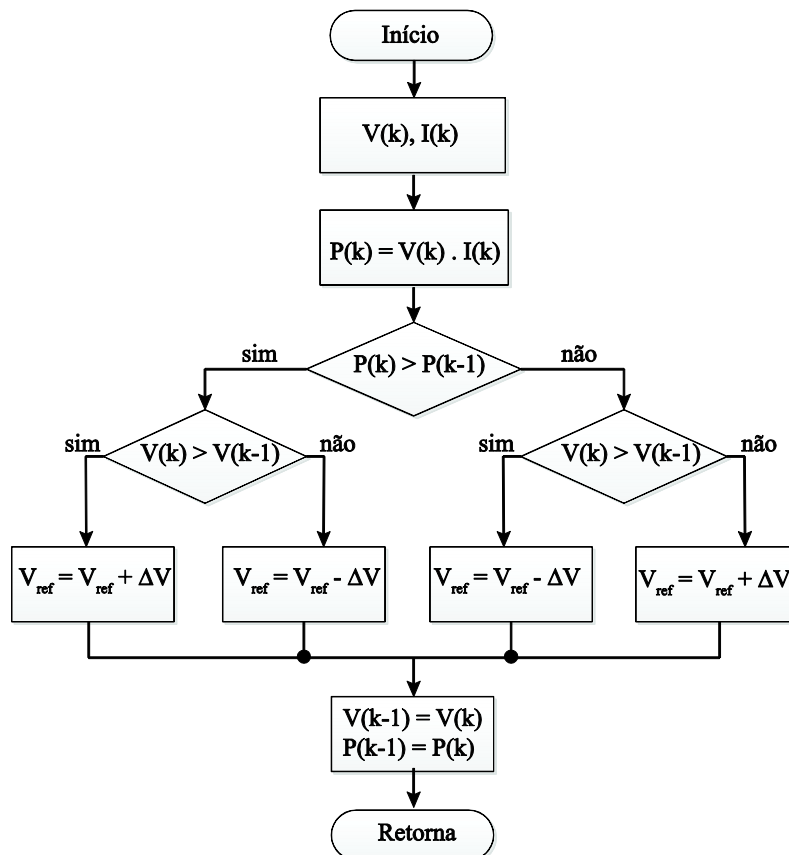 Início
V(k), I(k)
P(k) = V(k) . I(k)
P(k) > P(k-1)
sim
não
V(k) > V(k-1)
sim
não
V(k) > V(k-1)
sim
não
Vref = Vref + ΔV
Vref = Vref - ΔV
Vref = Vref - ΔV
Vref = Vref + ΔV
V(k-1) = V(k)
P(k-1) = P(k)
Retorna